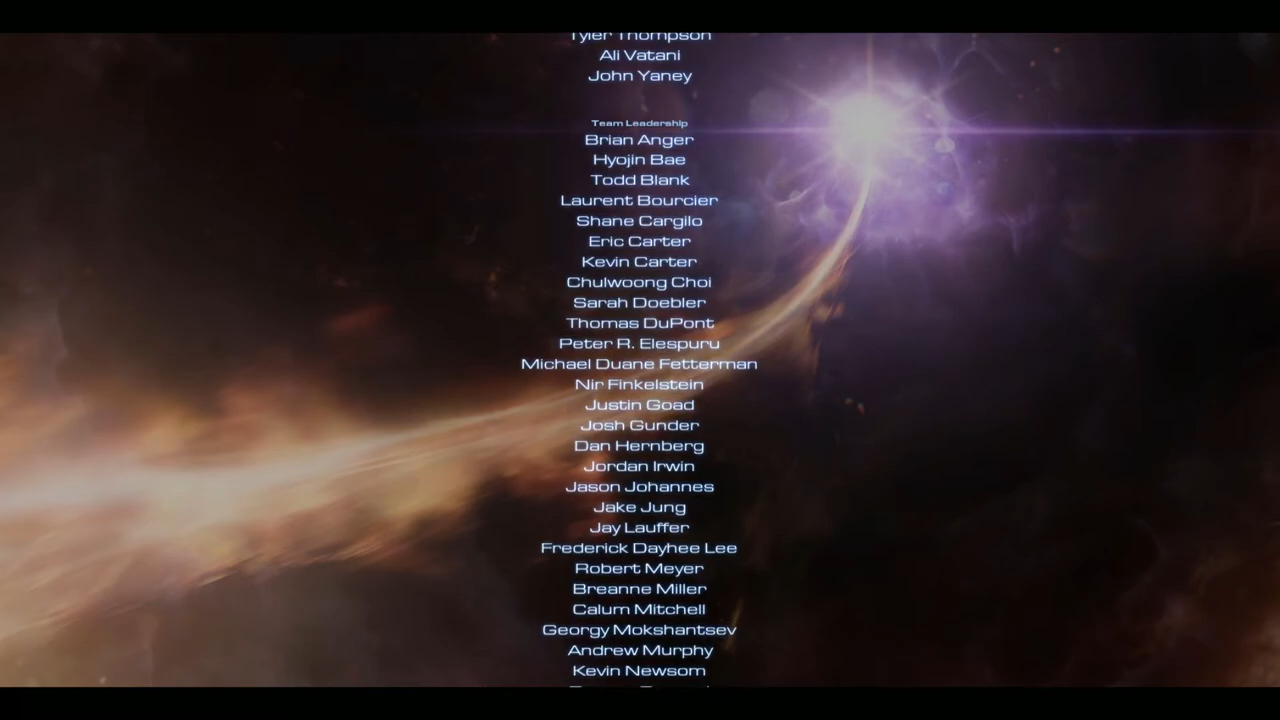 Tyler Thompson
Ali Vatani
John Yaney
Team Leadership
Brian Anger
Hyojin Bae
Todd Blank
Laurent Bourcier
Shane Cargilo
Eric Carter
Kevin Carter
Chulwoong Choi
Sarah Doebler
Thomas DuPont
Peter R. Elespuru
Michael Duane Fetterman
Nir Finkelstein
Justin Goad
Josh Gunder
Dan Hernberg
Jordan Irwin
Jason Johannes
Jake Jung
Jay Lauffer
Frederick Dayhee Lee
Robert Meyer
Breanne Miller
Calum Mitchell
Georgy Mokshantsev
Andrew Murphy
Kevin Newsom